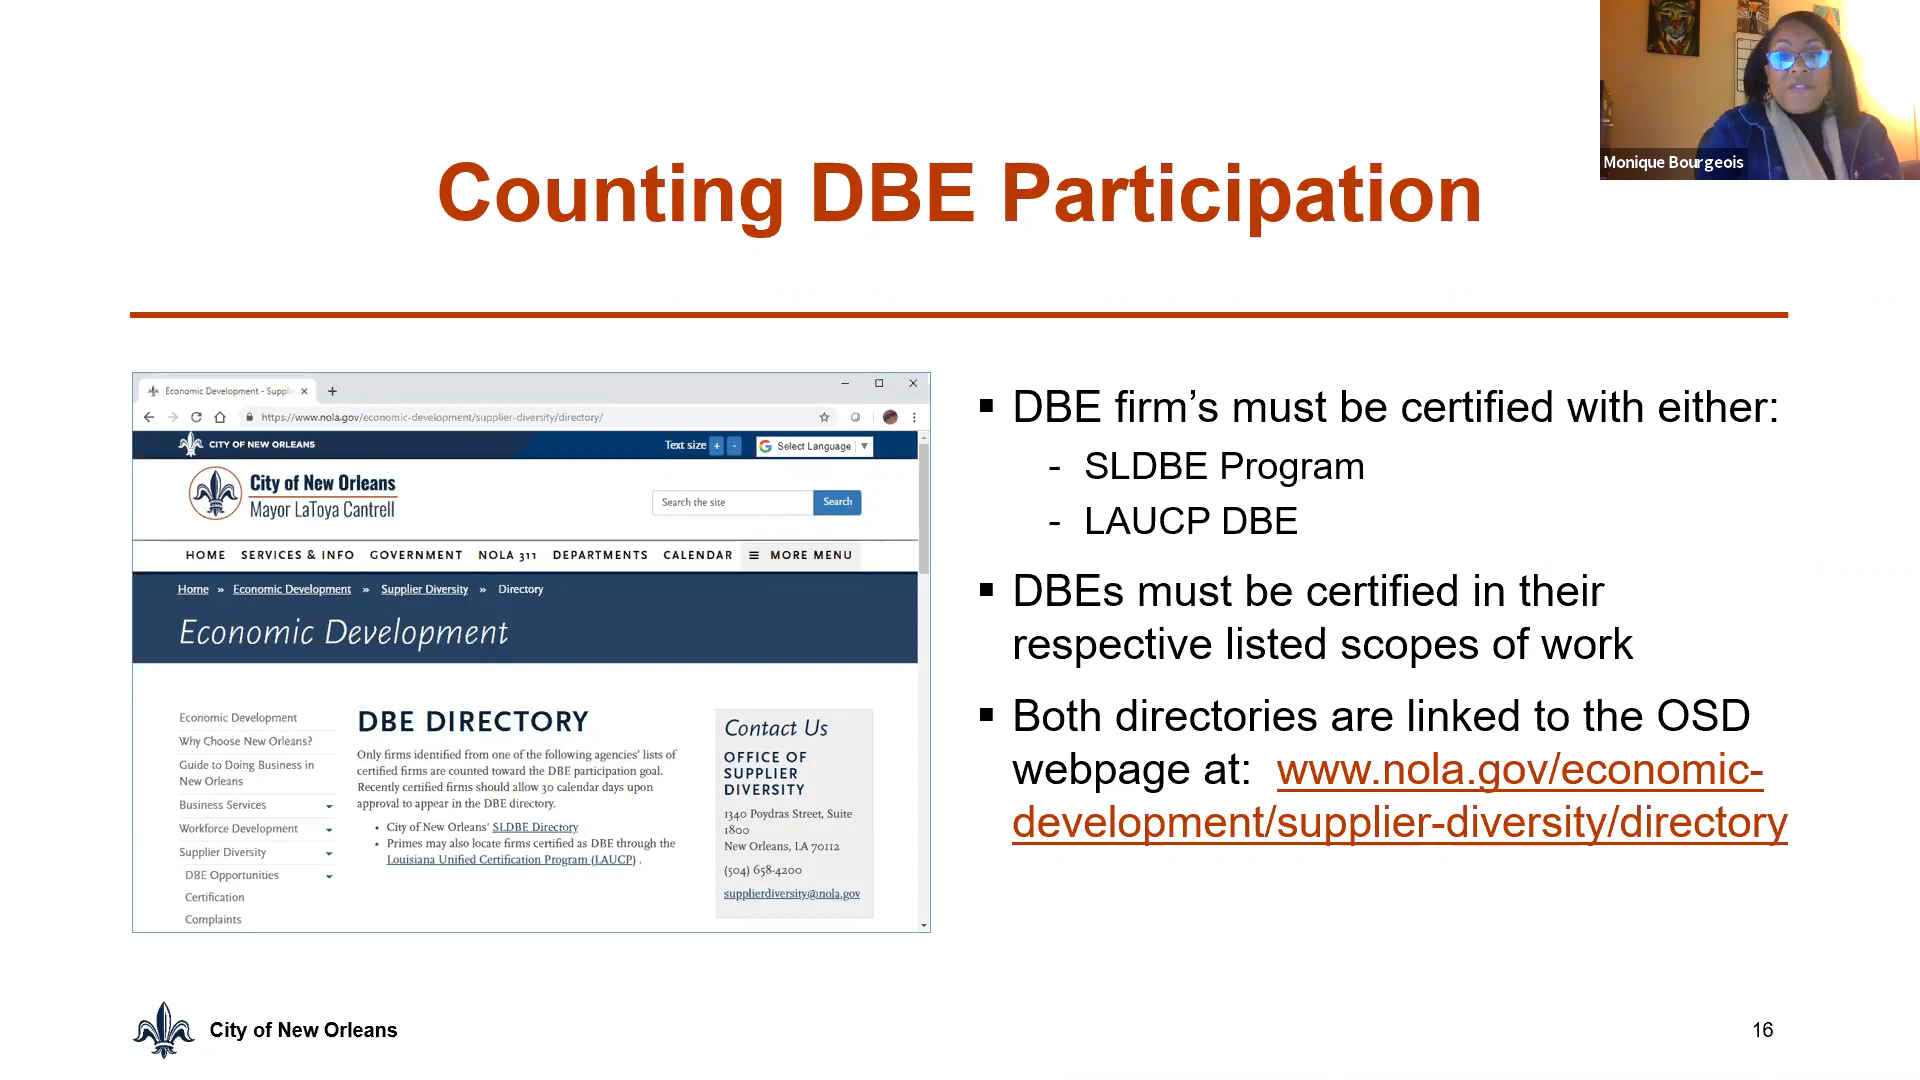 Monique Bourgeois
Counting DBE Participation
Economic Development - Suppli
https://www.nola.gov/economic-development/supplier-diversity/directory/
CITY OF NEW ORLEANS
Text size + -
Select Language
City of New Orleans
Mayor LaToya Cantrell
Search the site
Search
HOME SERVICES & INFO GOVERNMENT NOLA 311 DEPARTMENTS CALENDAR MORE MENU
Home » Economic Development » Supplier Diversity » Directory
Economic Development
Economic Development
Why Choose New Orleans?
Guide to Doing Business in
New Orleans
Business Services
Workforce Development
Supplier Diversity
DBE Opportunities
Certification
Complaints
DBE DIRECTORY
Only firms identified from one of the following agencies' lists of
certified firms are counted toward the DBE participation goal.
Recently certified firms should allow 30 calendar days upon
approval to appear in the DBE directory.
• City of New Orleans' SLDBE Directory
• Primes may also locate firms certified as DBE through the
Louisiana Unified Certification Program (LAUCP) .
Contact Us
OFFICE OF
SUPPLIER
DIVERSITY
1340 Poydras Street, Suite
1800
New Orleans, LA 70112
(504) 658-4200
supplierdiversity@nola.gov
▪ DBE firm’s must be certified with either:
- SLDBE Program
- LAUCP DBE
▪ DBEs must be certified in their
respective listed scopes of work
▪ Both directories are linked to the OSD
webpage at: www.nola.gov/economic-
development/supplier-diversity/directory
City of New Orleans
16